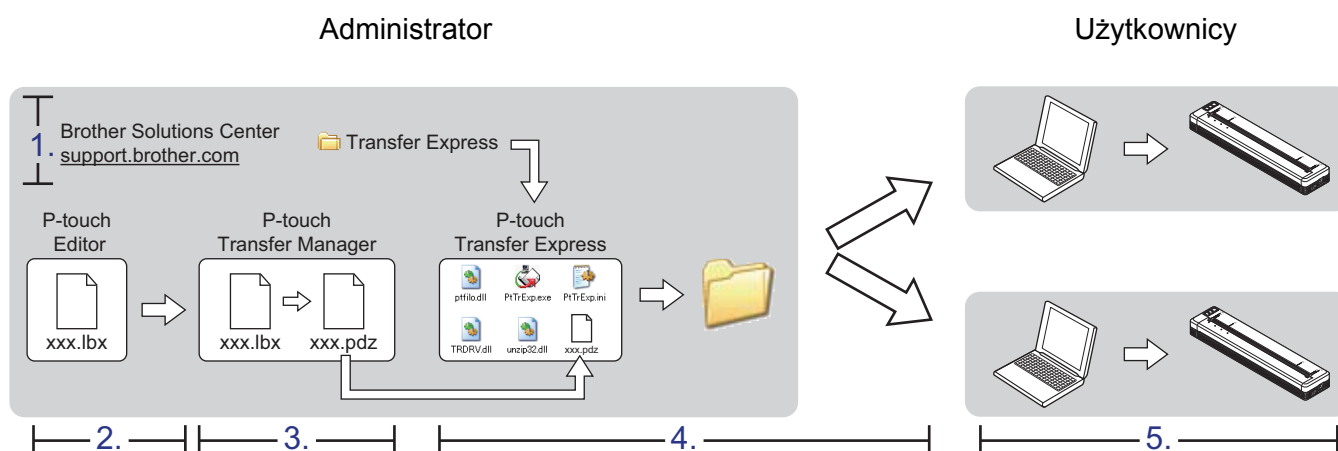 Administrator
Użytkownicy
1.
Brother Solutions Center
support.brother.com
Transfer Express
P-touch
Editor
xxx.lbx
P-touch
Transfer Manager
xxx.lbx
xxx.pdz
P-touch
Transfer Express
ptfilo.dll
PtTrExp.exe
PtTrExp.ini
TRDRV.dll
unzip32.dll
xxx.pdz
2.
3.
4.
5.